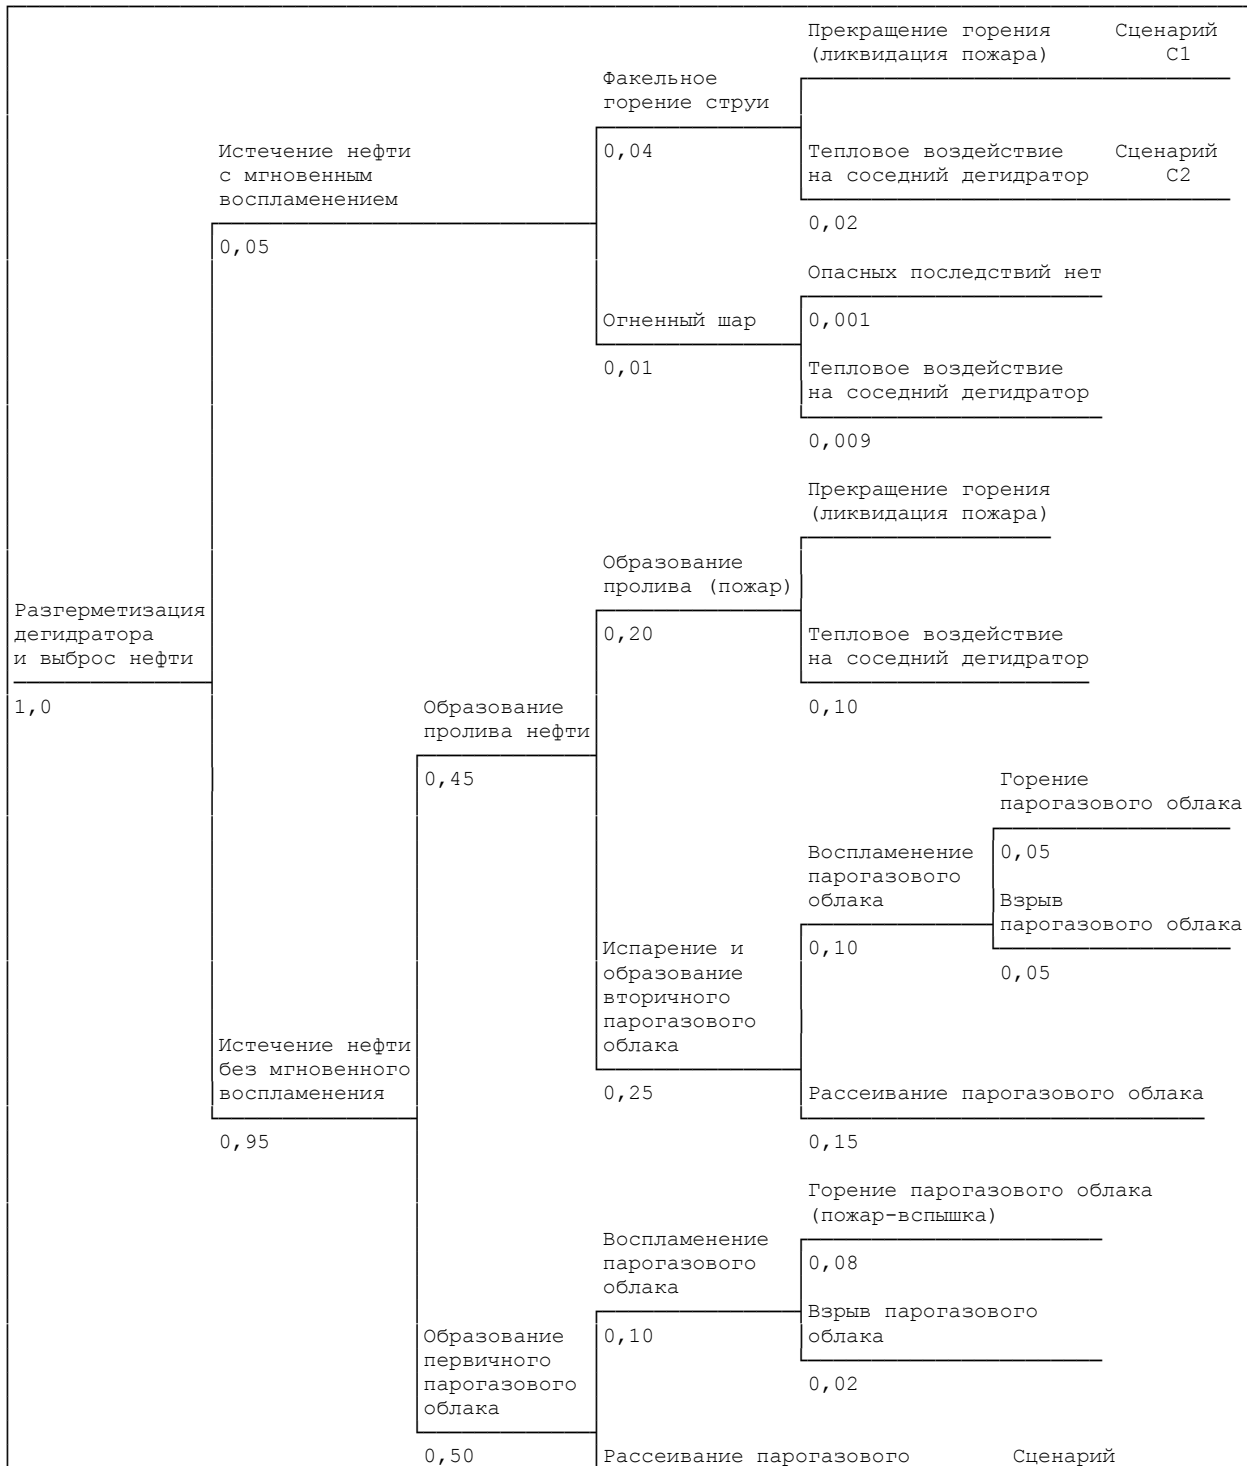 Прекращение горения Сценарий
(ликвидация пожара) С1
Факельное
горение струи
Истечение нефти
с мгновенным
воспламенением
0,04
Тепловое воздействие Сценарий
на соседний дегидратор С2
0,02
0,05
Опасных последствий нет
Огненный шар
0,001
0,01
Тепловое воздействие
на соседний дегидратор
0,009
Прекращение горения
(ликвидация пожара)
Образование
пролива (пожар)
Разгерметизация
дегидратора
и выброс нефти
0,20
Тепловое воздействие
на соседний дегидратор
1,0
Образование
пролива нефти
0,10
0,45
Горение
парогазового облака
Воспламенение
парогазового
облака
0,05
Взрыв
парогазового облака
Испарение и
образование
вторичного
парогазового
облака
0,10
0,05
Истечение нефти
без мгновенного
воспламенения
0,25
Рассеивание парогазового облака
0,95
0,15
Горение парогазового облака
(пожар-вспышка)
Воспламенение
парогазового
облака
0,08
Взрыв парогазового
облака
Образование
первичного
парогазового
облака
0,10
0,02
0,50
Рассеивание парогазового Сценарий